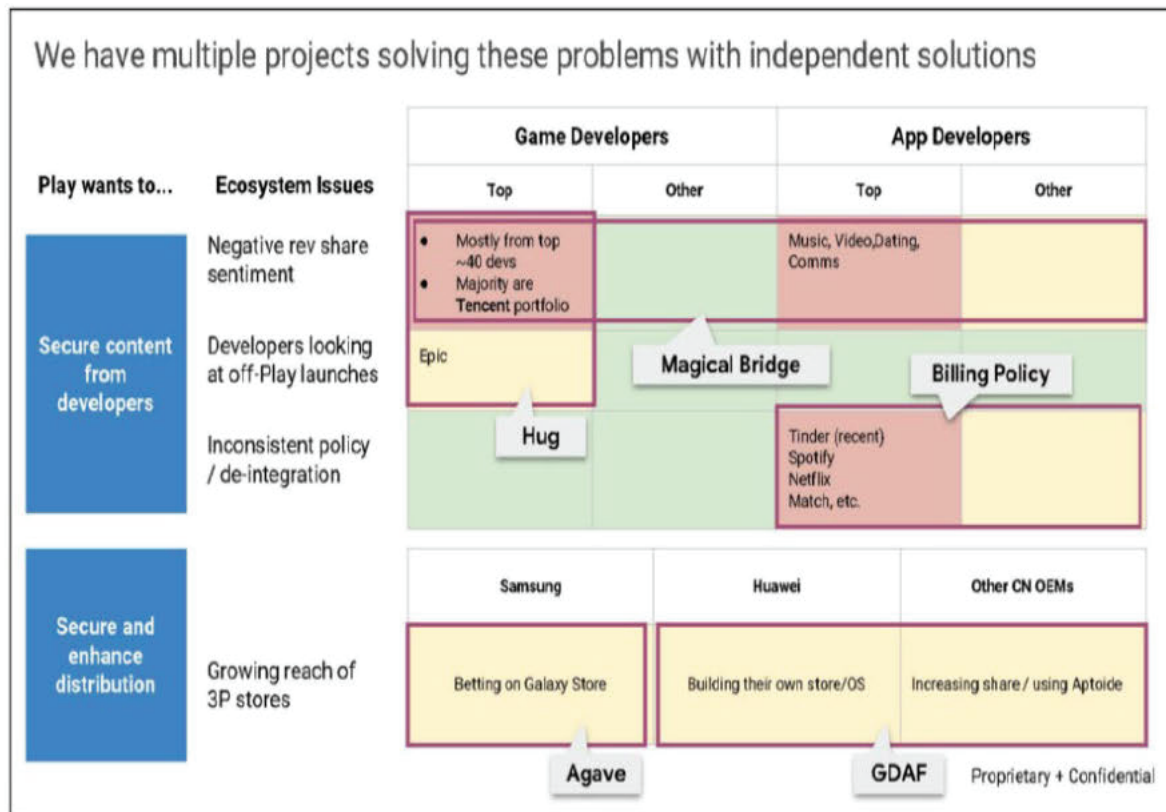 We have multiple projects solving these problems with independent solutions
Game Developers
App Developers
Play wants to...
Ecosystem Issues
Top
Other
Top
Other
Secure content
from
developers
Negative rev share
sentiment
● Mostly from top
~40 devs
● Majority are
Tencent portfolio
Music, Video,Dating,
Comms
Developers looking
at off-Play launches
Epic
Magical Bridge
Billing Policy
Hug
Inconsistent policy
/ de-integration
Tinder (recent)
Spotify
Netflix
Match, etc.
Samsung
Huawei
Other CN OEMs
Secure and
enhance
distribution
Growing reach of
3P stores
Betting on Galaxy Store
Building their own store/OS
Increasing share / using Aptoide
Agave
GDAF
Proprietary + Confidential